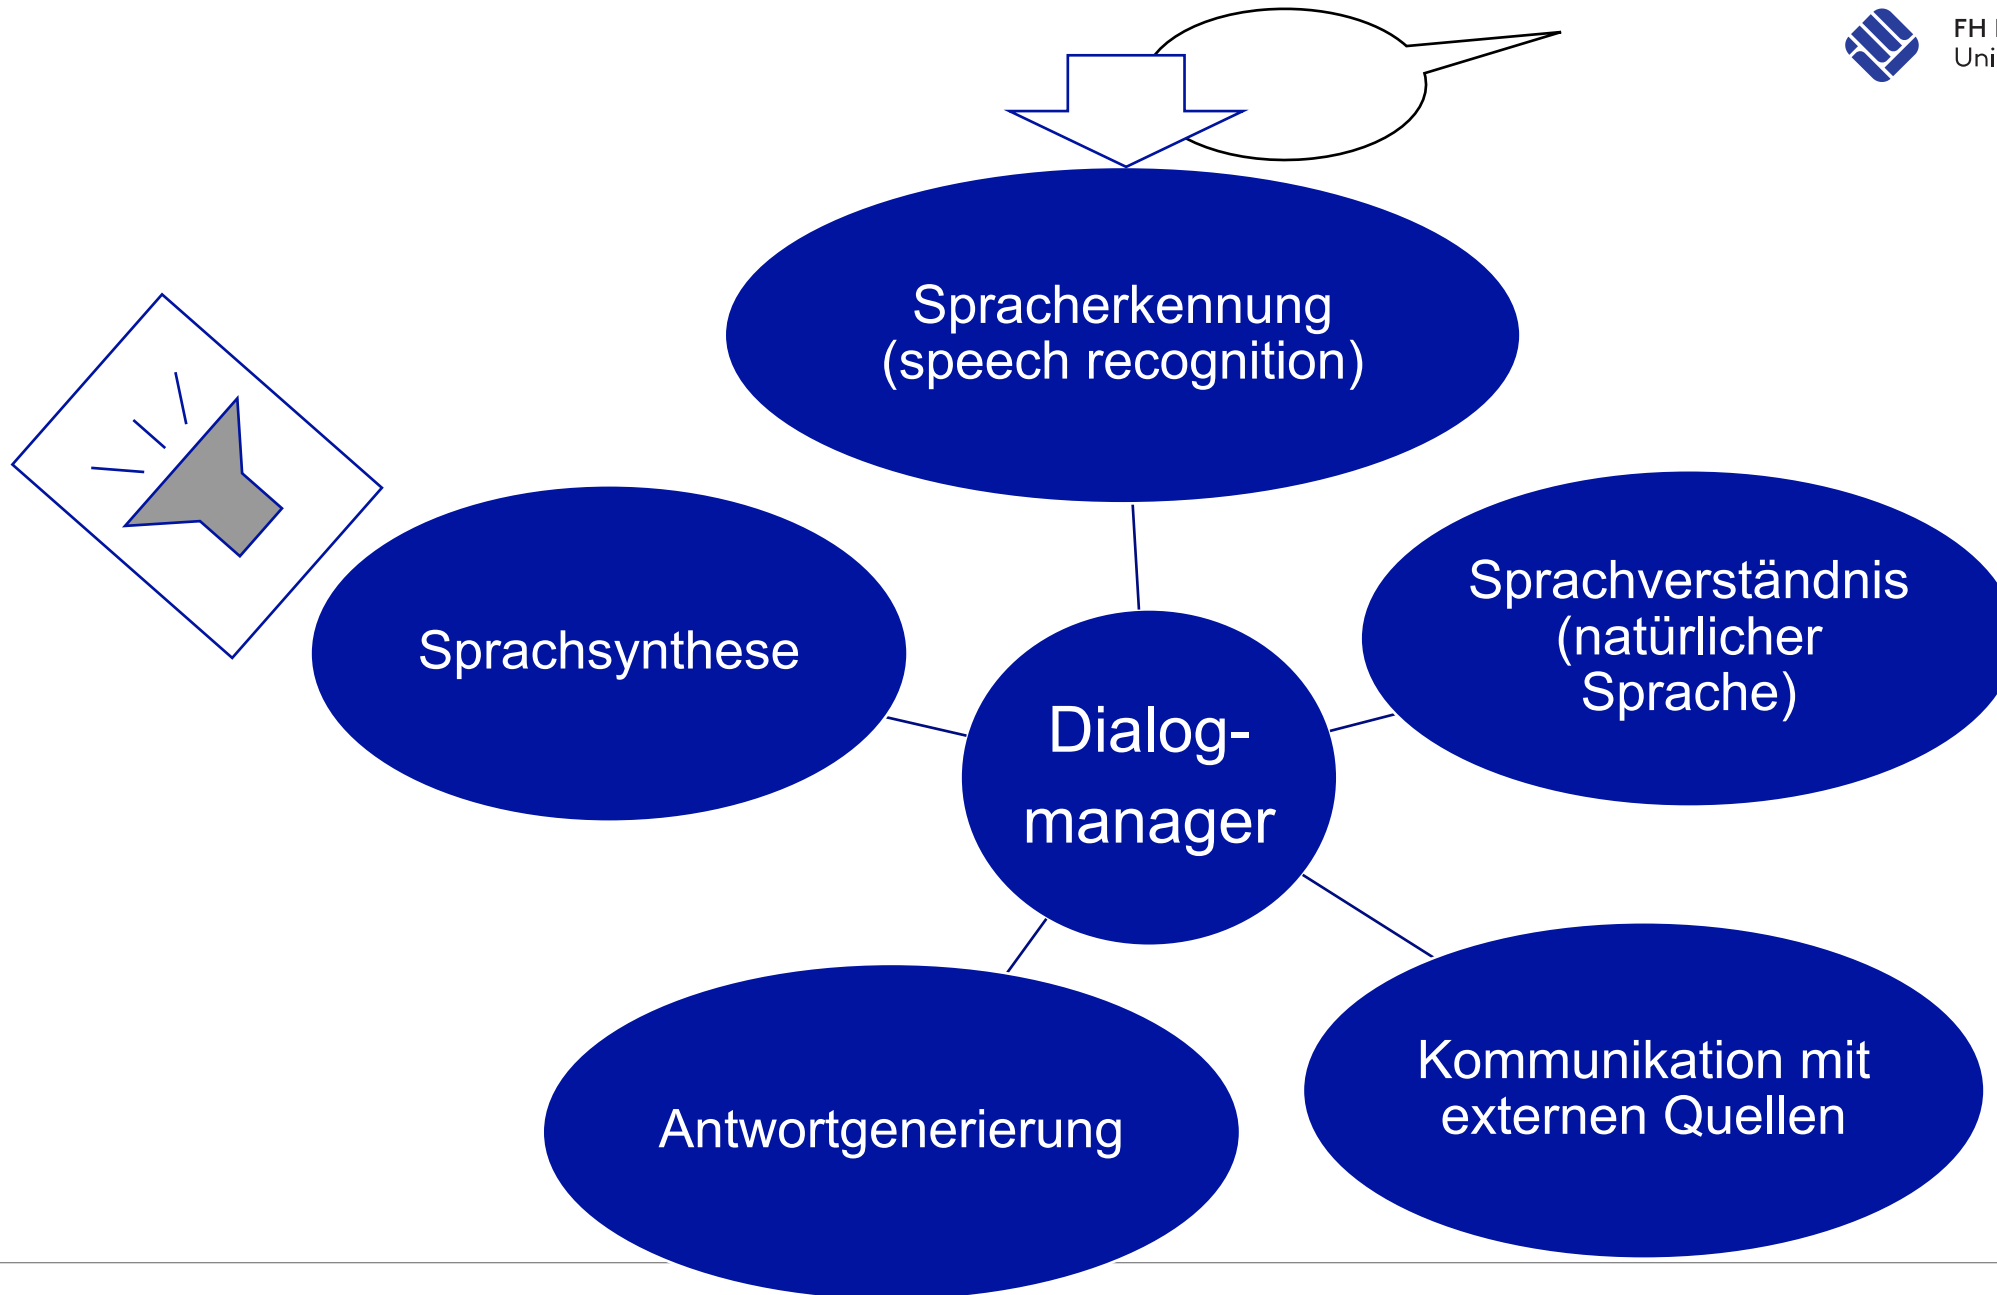 FH
Uni
Spracherkennung
(speech recognition)
Sprachverständnis
(natürlicher
Sprache)
Sprachsynthese
Dialog-
manager
Kommunikation mit
externen Quellen
Antwortgenerierung